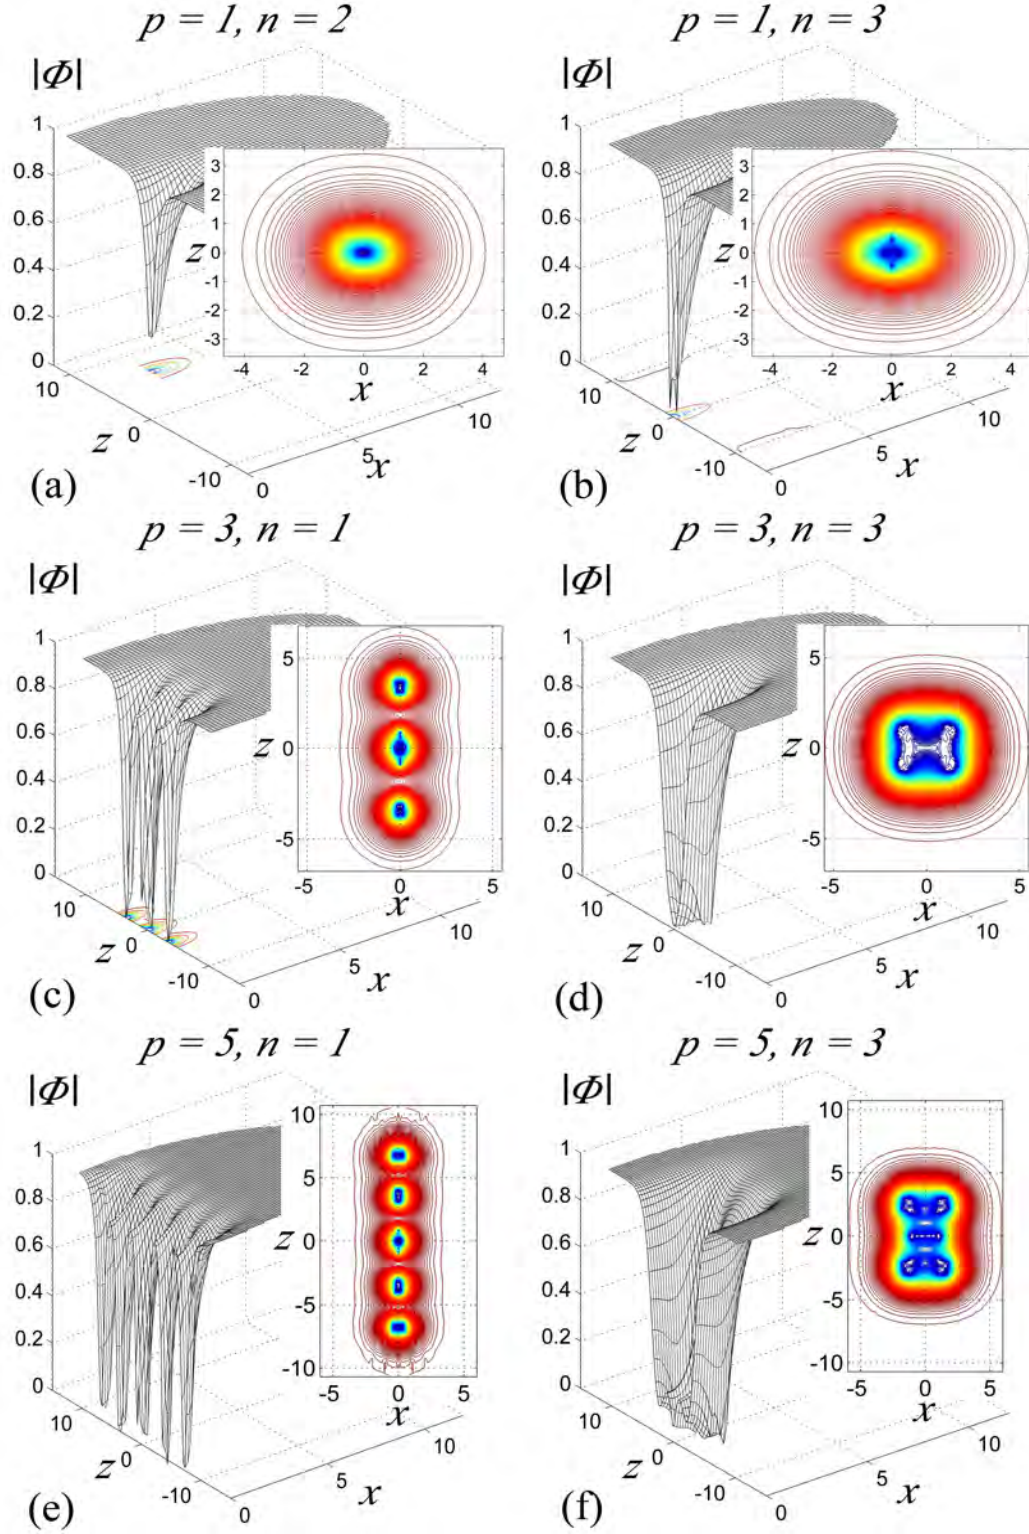 p = 1, n = 2
|Φ|
1
0.8
0.6
0.4
0.2
0
10
0
-10
z
0
5
10
x
3
2
1
0
-1
-2
-3
z
-4
-2
0
2
4
x
(a)
p = 1, n = 3
|Φ|
1
0.8
0.6
0.4
0.2
0
10
0
-10
z
0
5
10
x
3
2
1
0
-1
-2
-3
z
-4
-2
0
2
4
x
(b)
p = 3, n = 1
|Φ|
1
0.8
0.6
0.4
0.2
0
10
0
-10
z
0
5
10
x
5
0
-5
z
-5
0
5
x
(c)
p = 3, n = 3
|Φ|
1
0.8
0.6
0.4
0.2
0
10
0
-10
z
0
5
10
x
5
0
-5
z
-5
0
5
x
(d)
p = 5, n = 1
|Φ|
1
0.8
0.6
0.4
0.2
0
10
0
-10
z
0
5
10
x
10
5
0
-5
-10
z
-5
0
5
x
(e)
p = 5, n = 3
|Φ|
1
0.8
0.6
0.4
0.2
0
10
0
-10
z
0
5
10
x
10
5
0
-5
-10
z
-5
0
5
x
(f)